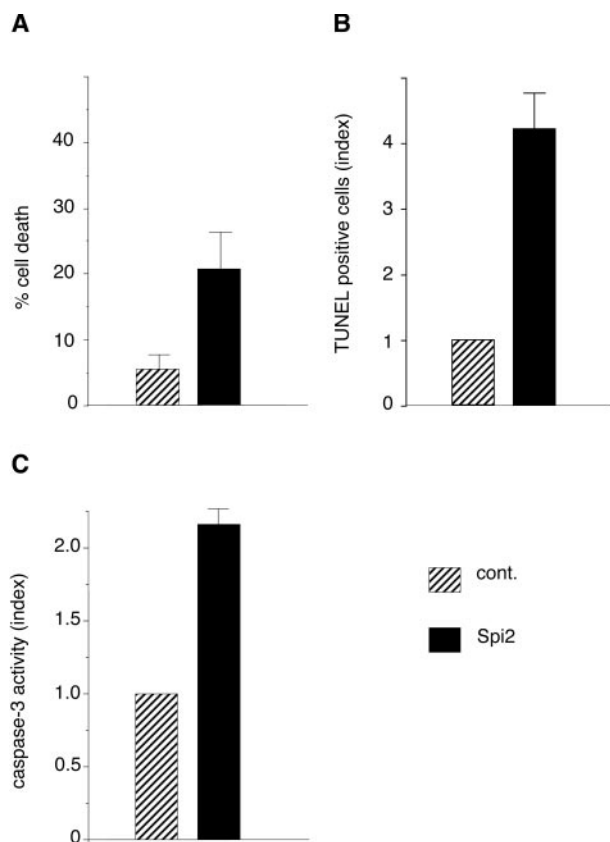 A
% cell death
40
30
20
10
0
B
TUNEL positive cells (index)
4
3
2
1
0
C
caspase-3 activity (index)
2.0
1.5
1.0
0.5
0
cont.
Spi2